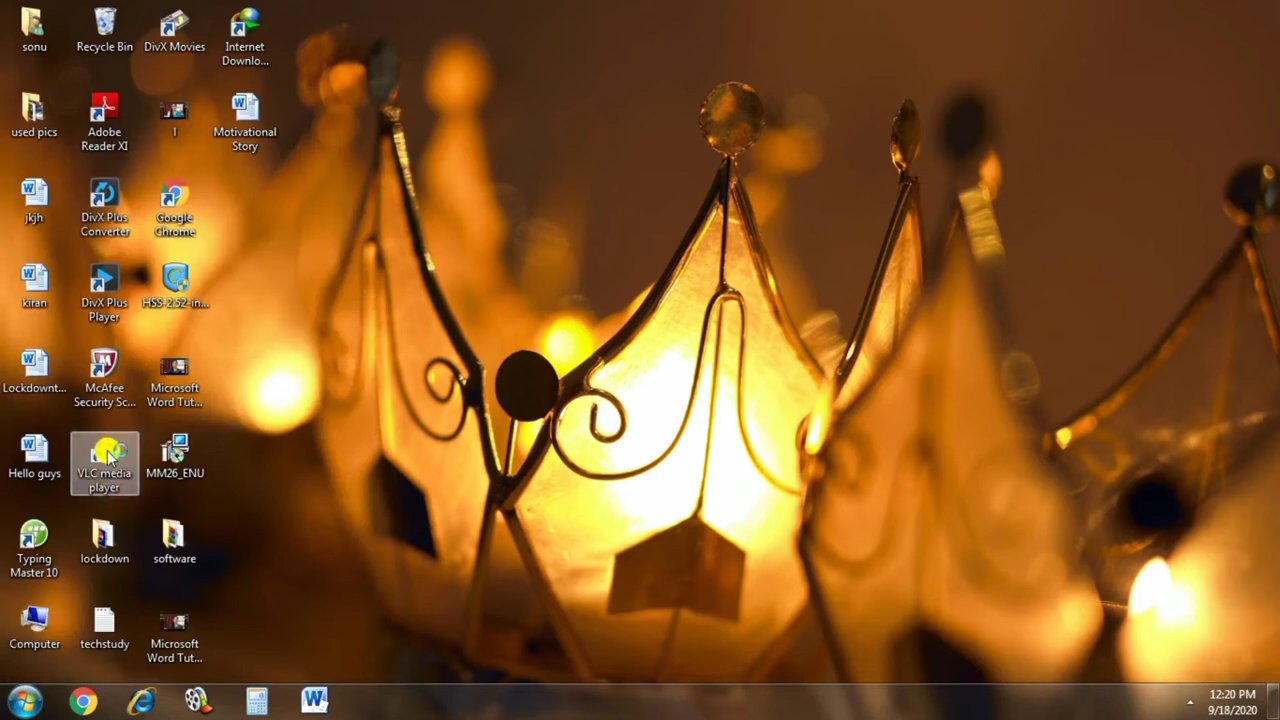 sonu
Recycle Bin
DivX Movies
Internet
Downlo...
used pics
Adobe
Reader XI
I
Motivational
Story
jkjh
DivX Plus
Converter
Google
Chrome
kiran
DivX Plus
Player
HSS-2.52-in...
Lockdownt...
McAfee
Security Sc...
Microsoft
Word Tut...
Hello guys
VLC media
player
MM26_ENU
Typing
Master10
lockdown
software
Computer
techstudy
Microsoft
Word Tut...
12:20 PM
9/18/2020